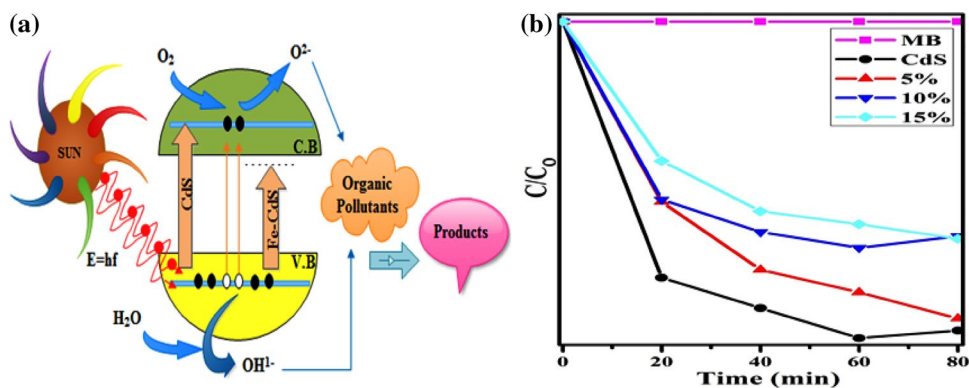 (a)
O₂
O²⁻
SUN
C.B
CdS
Fe-CdS
Organic
Pollutants
Products
E=hf
V.B
H₂O
OH¹⁻
(b)
MB
CdS
5%
10%
15%
C/C₀
0
20
40
60
80
Time (min)